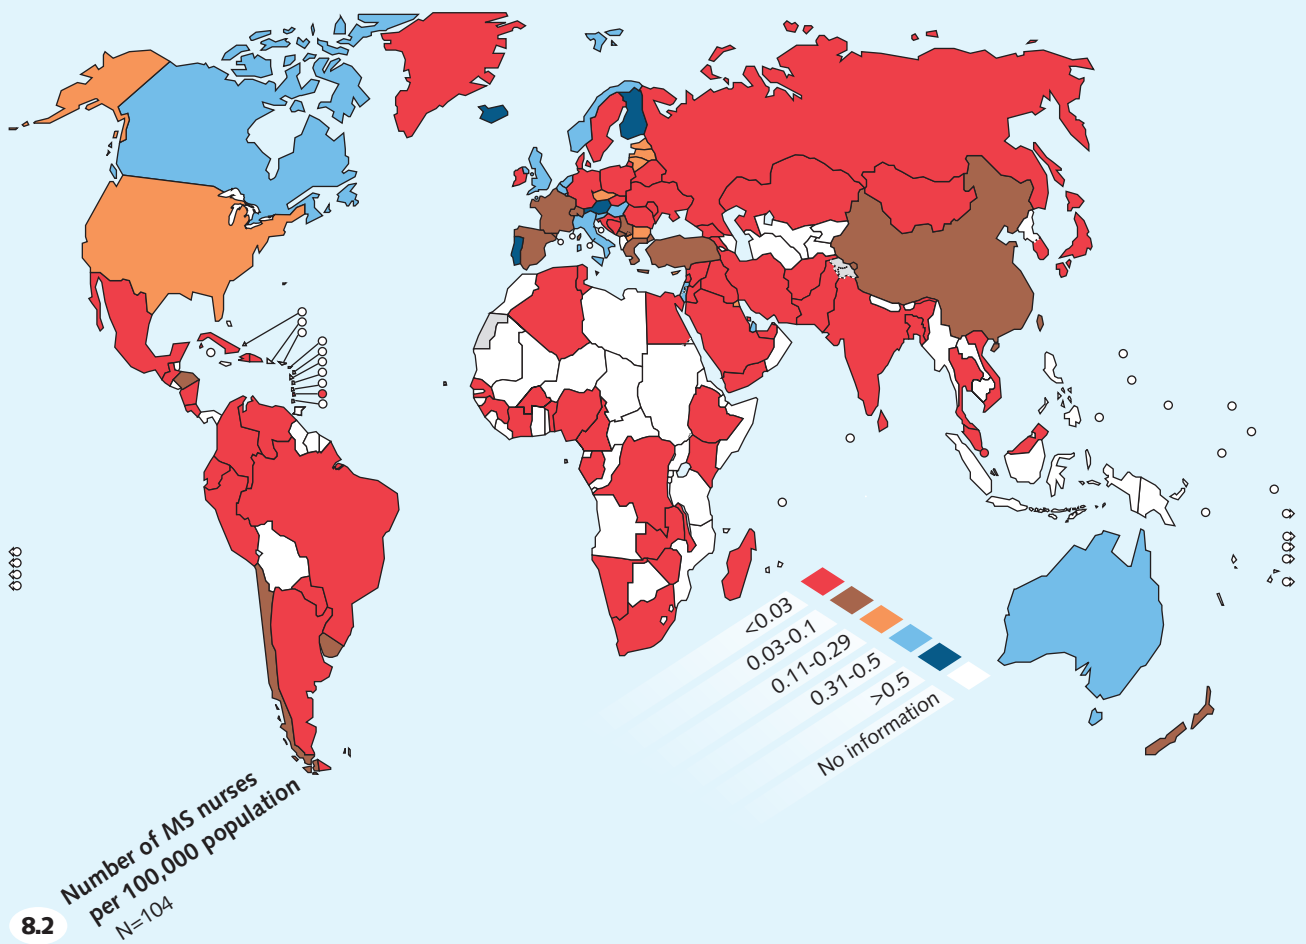 <0.03
0.03-0.1
0.11-0.29
0.31-0.5
>0.5
No information
Number of MS nurses
per 100,000 population
N=104
8.2